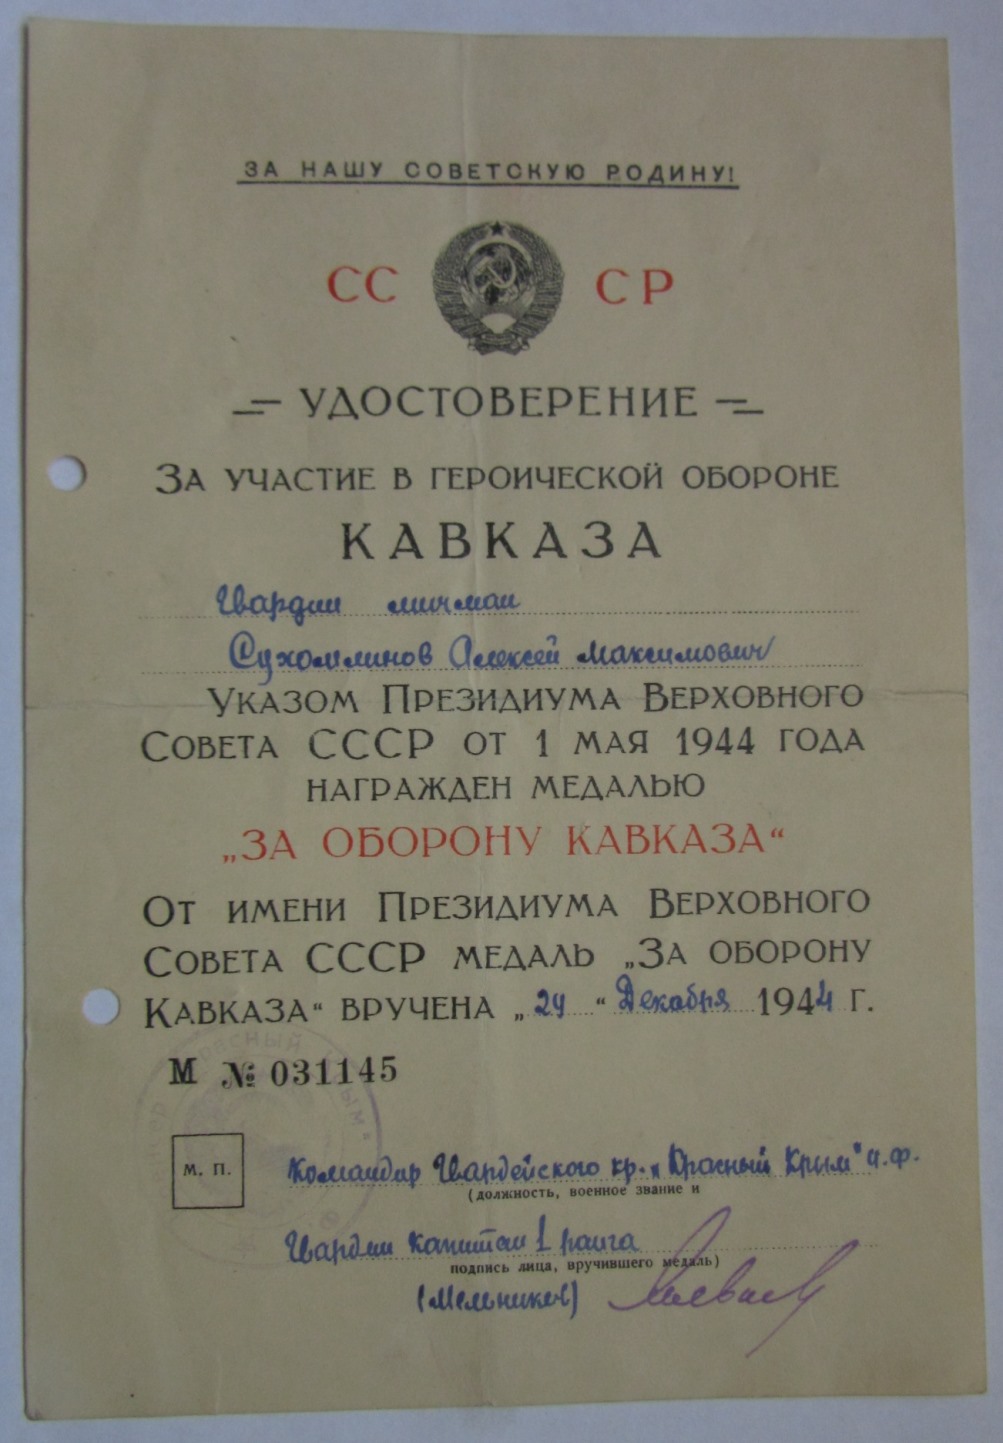 ЗА НАШУ СОВЕТСКУЮ РОДИНУ!
СССР
УДОСТОВЕРЕНИЕ
ЗА УЧАСТИЕ В ГЕРОИЧЕСКОЙ ОБОРОНЕ
КАВКАЗА
Гвардии мичман
Сухомлинов Алексей Максимович
УКАЗОМ ПРЕЗИДИУМА ВЕРХОВНОГО
СОВЕТА СССР ОТ 1 МАЯ 1944 ГОДА
НАГРАЖДЕН МЕДАЛЬЮ
„ЗА ОБОРОНУ КАВКАЗА“
ОТ ИМЕНИ ПРЕЗИДИУМА ВЕРХОВНОГО
СОВЕТА СССР МЕДАЛЬ „ЗА ОБОРОНУ
КАВКАЗА“ ВРУЧЕНА „24“ Декабря 1944 Г.
М № 031145
М. П.
Командир Гвардейского кр. „Красный Крым" ч.ф.
(должность, военное звание и
Гвардии капитан 1 ранга
подпись лица, вручившего медаль)
(Мельников)